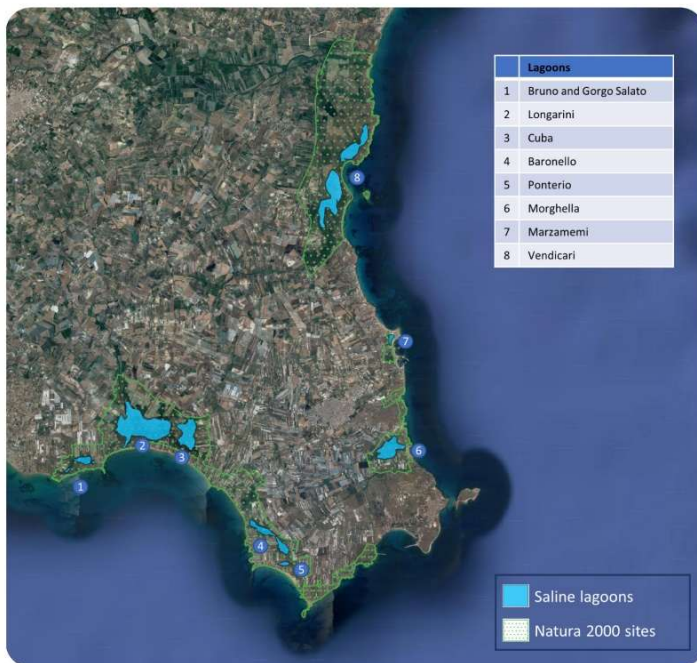 Lagoons
1 Bruno and Gorgo Salato
2 Longarini
3 Cuba
4 Baronello
5 Ponterio
6 Morghella
7 Marzamemi
8 Vendicari
8
7
6
2
3
1
4
5
Saline lagoons
Natura 2000 sites